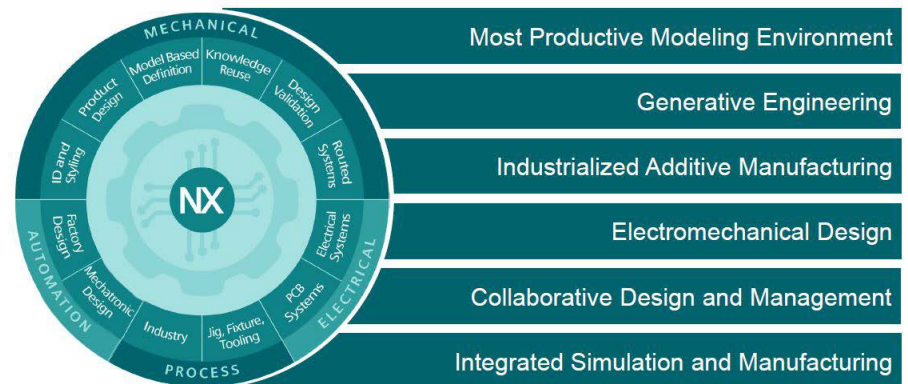 MECHANICAL
ID and
Styling
Product
Design
Model Based
Definition
Knowledge
Reuse
Design
Validation
Routed
Systems
Electrical
Systems
PCB
Systems
ELECTRICAL
Jig, Fixture,
Tooling
Industry
PROCESS
Mechatronic
Design
Factory
Design
AUTOMATION
NX
Most Productive Modeling Environment
Generative Engineering
Industrialized Additive Manufacturing
Electromechanical Design
Collaborative Design and Management
Integrated Simulation and Manufacturing